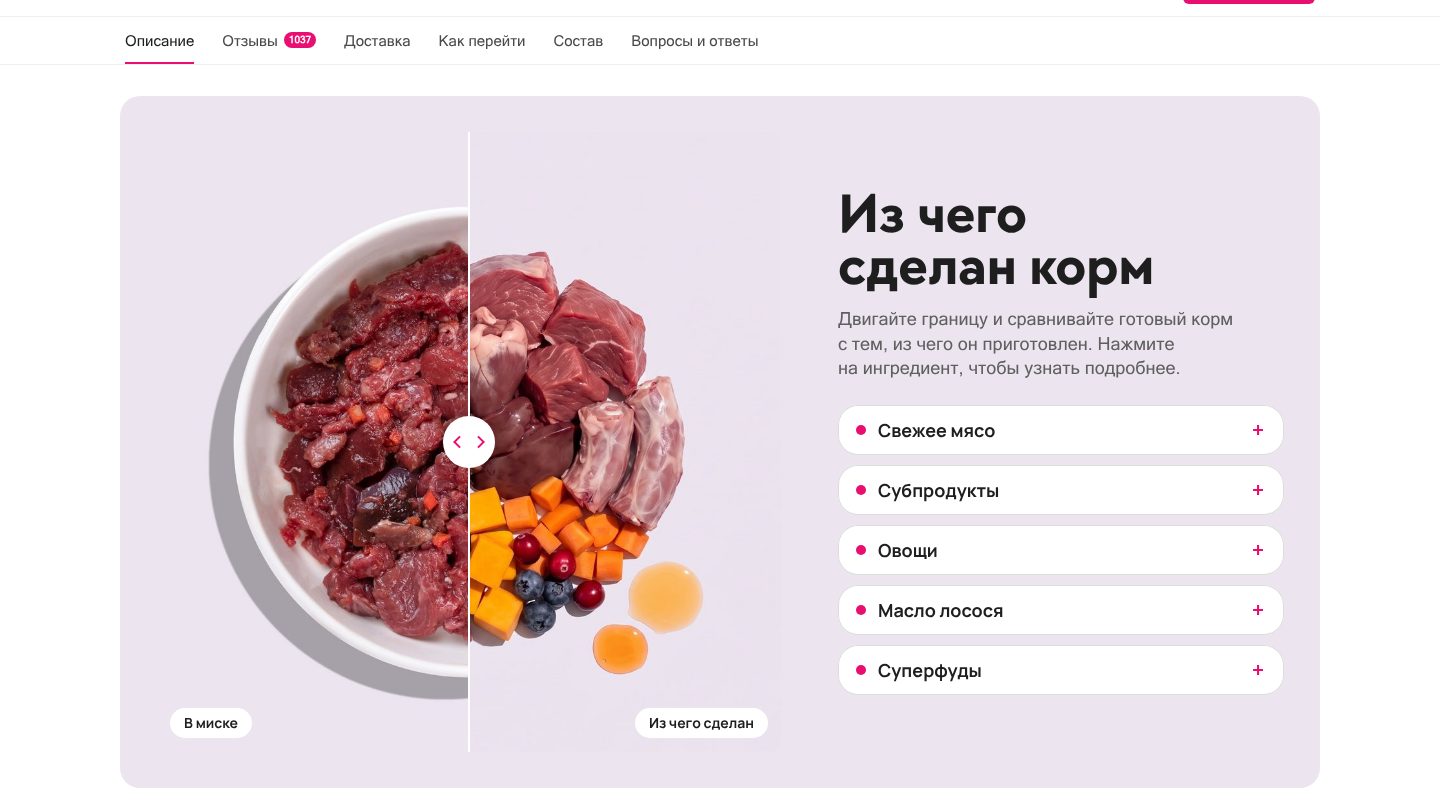 Описание
Отзывы 1037
Доставка
Как перейти
Состав
Вопросы и ответы
В миске
Из чего сделан
Из чего
сделан корм
Двигайте границу и сравнивайте готовый корм
с тем, из чего он приготовлен. Нажмите
на ингредиент, чтобы узнать подробнее.
Свежее мясо
Субпродукты
Овощи
Масло лосося
Суперфуды